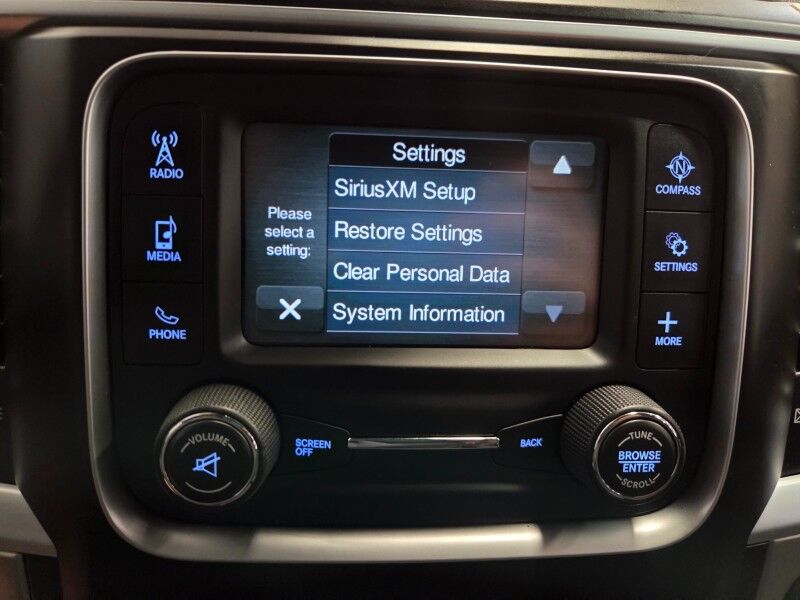 RADIO
MEDIA
PHONE
Settings
SiriusXM Setup
Please
select a
setting:
Restore Settings
Clear Personal Data
System Information
N
COMPASS
SETTINGS
MORE
VOLUME
SCREEN
OFF
BACK
TUNE
BROWSE
ENTER
SCROLL